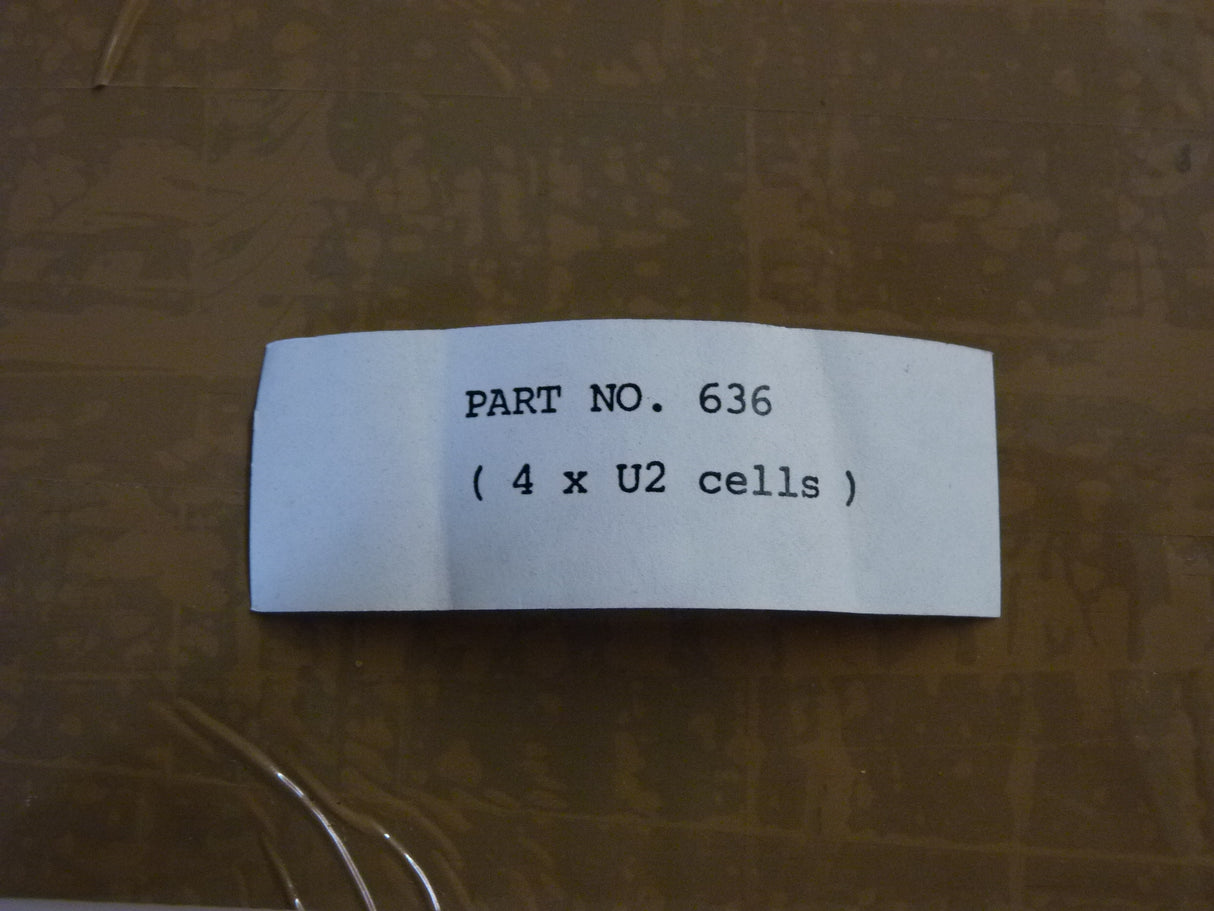 PART NO. 636
( 4 x U2 cells )